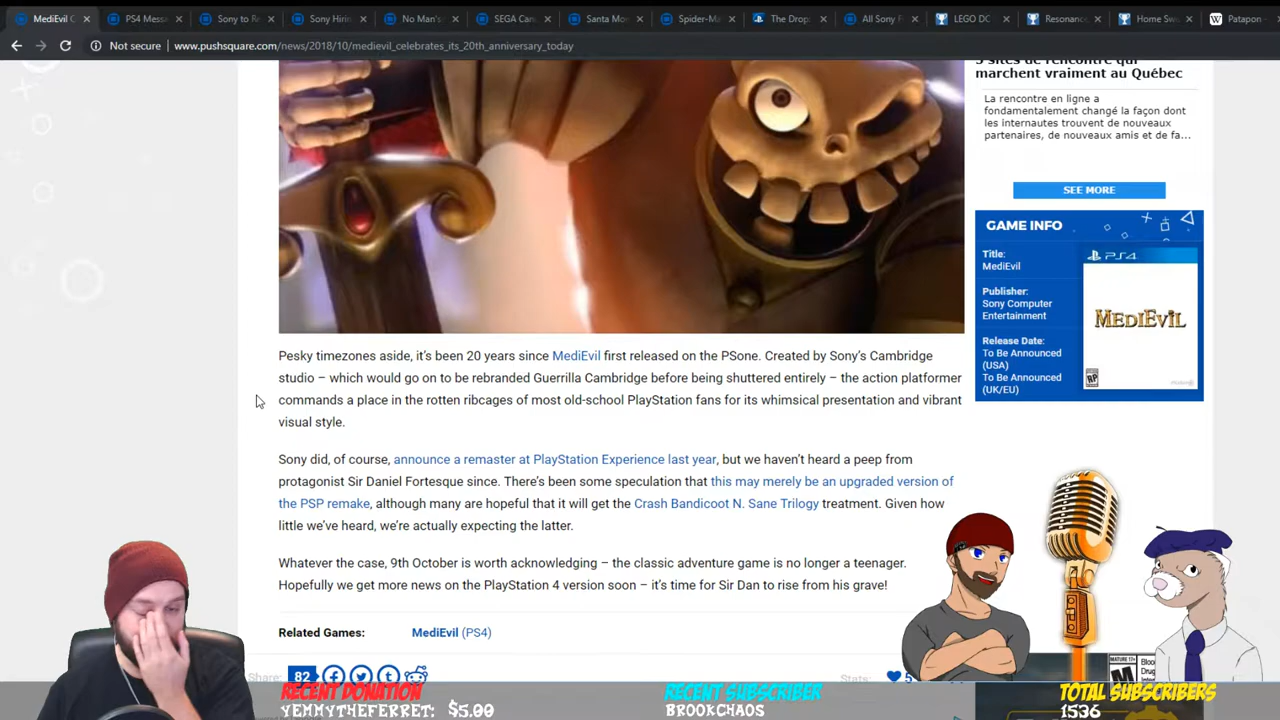 MediEvil C
PS4 Messa
Sony to Re
Sony Hirin
No Man's
SEGA Can
Santa Mo
Spider-Ma
The Drop
All Sony F
LEGO DC
Resonance
Home Swe
Patapon -
Not secure
www.pushsquare.com/news/2018/10/medievil_celebrates_its_20th_anniversary_today
5 sites de rencontre qui
marchent vraiment au Québec
La rencontre en ligne a
fondamentalement changé la façon dont
les internautes trouvent de nouveaux
partenaires, de nouveaux amis et de fa...
SEE MORE
GAME INFO
Title:
MediEvil
Publisher:
Sony Computer
Entertainment
Release Date:
To Be Announced
(USA)
To Be Announced
(UK/EU)
PS4
MEDIEVIL
RP
Pesky timezones aside, it's been 20 years since MediEvil first released on the PSone. Created by Sony's Cambridge
studio – which would go on to be rebranded Guerrilla Cambridge before being shuttered entirely – the action platformer
commands a place in the rotten ribcages of most old-school PlayStation fans for its whimsical presentation and vibrant
visual style.
Sony did, of course, announce a remaster at PlayStation Experience last year, but we haven't heard a peep from
protagonist Sir Daniel Fortesque since. There's been some speculation that this may merely be an upgraded version of
the PSP remake, although many are hopeful that it will get the Crash Bandicoot N. Sane Trilogy treatment. Given how
little we've heard, we're actually expecting the latter.
Whatever the case, 9th October is worth acknowledging – the classic adventure game is no longer a teenager.
Hopefully we get more news on the PlayStation 4 version soon – it's time for Sir Dan to rise from his grave!
Related Games: MediEvil (PS4)
Share: 82
Stats: 5
MATURE 17+
M
Bloo
Drug
RECENT DONATION
YEMMYTHEFERRET: $5.00
RECENT SUBSCRIBER
BROOKCHAOS
TOTAL SUBSCRIBERS
1536